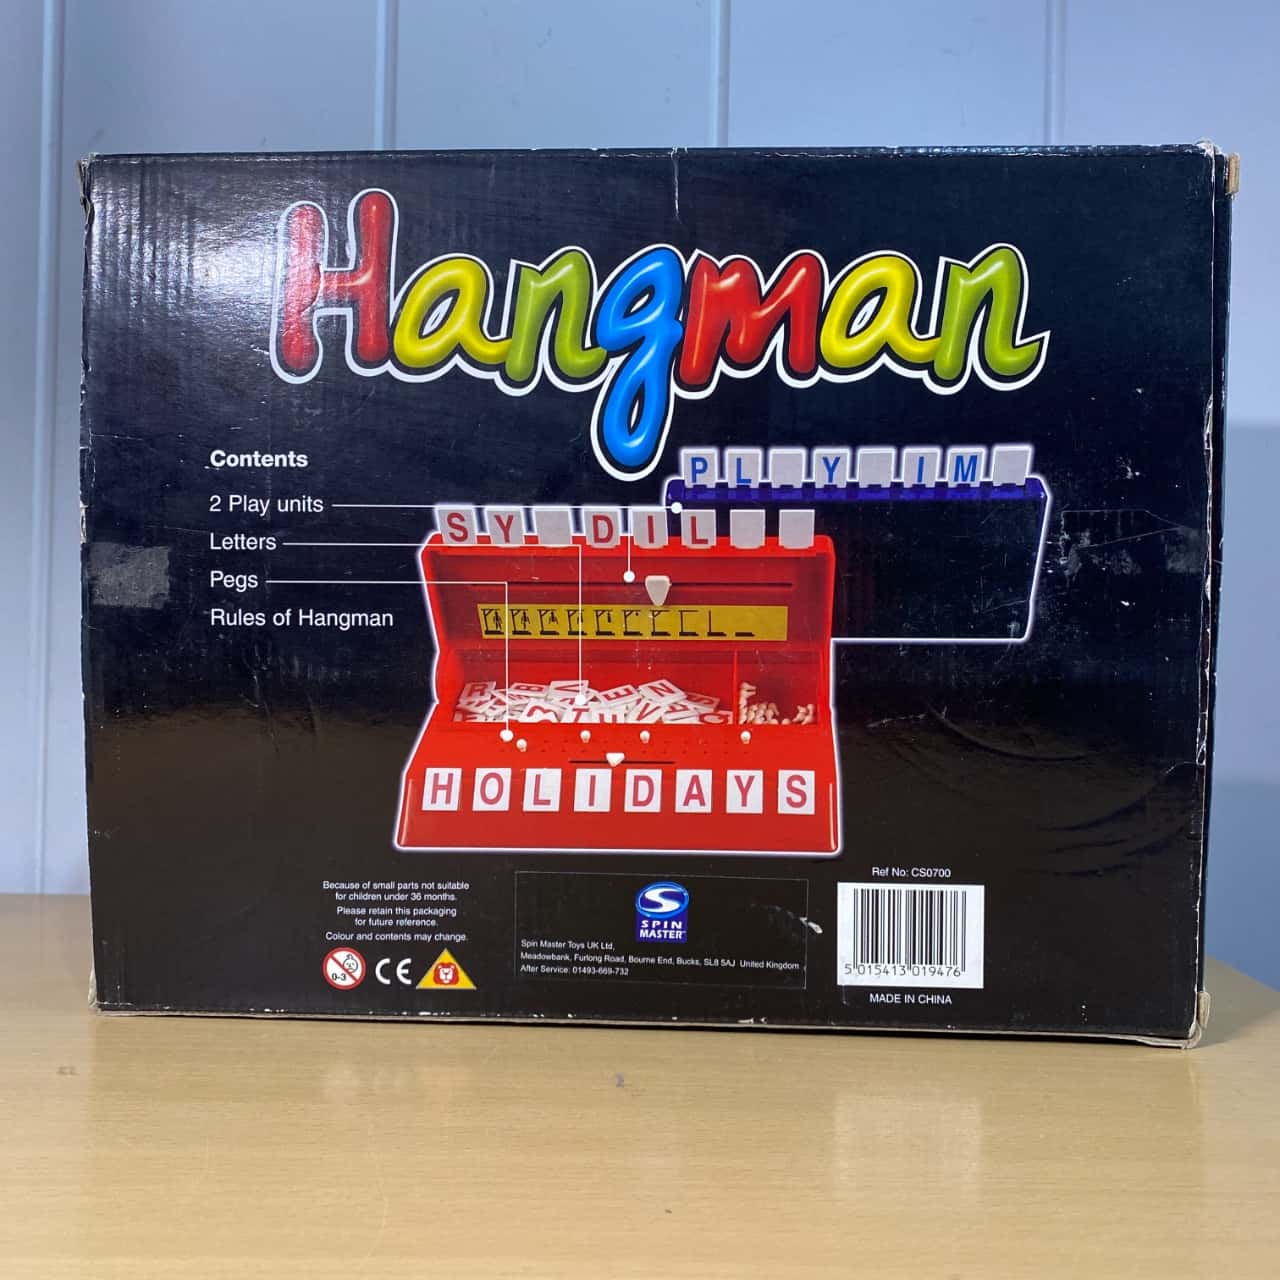 Hangman
Contents
2 Play units
Letters
Pegs
Rules of Hangman
P L Y I M
S Y D I L
H O L I D A Y S
Because of small parts not suitable
for children under 36 months.
Please retain this packaging
for future reference.
Colour and contents may change.
0-3
CE
SPIN
MASTER™
Spin Master Toys UK Ltd,
Meadowbank, Furlong Road, Bourne End, Bucks, SL8 5AJ United Kingdom
After Service: 01493-669-732
Ref No: CS0700
5 015413 019476
MADE IN CHINA